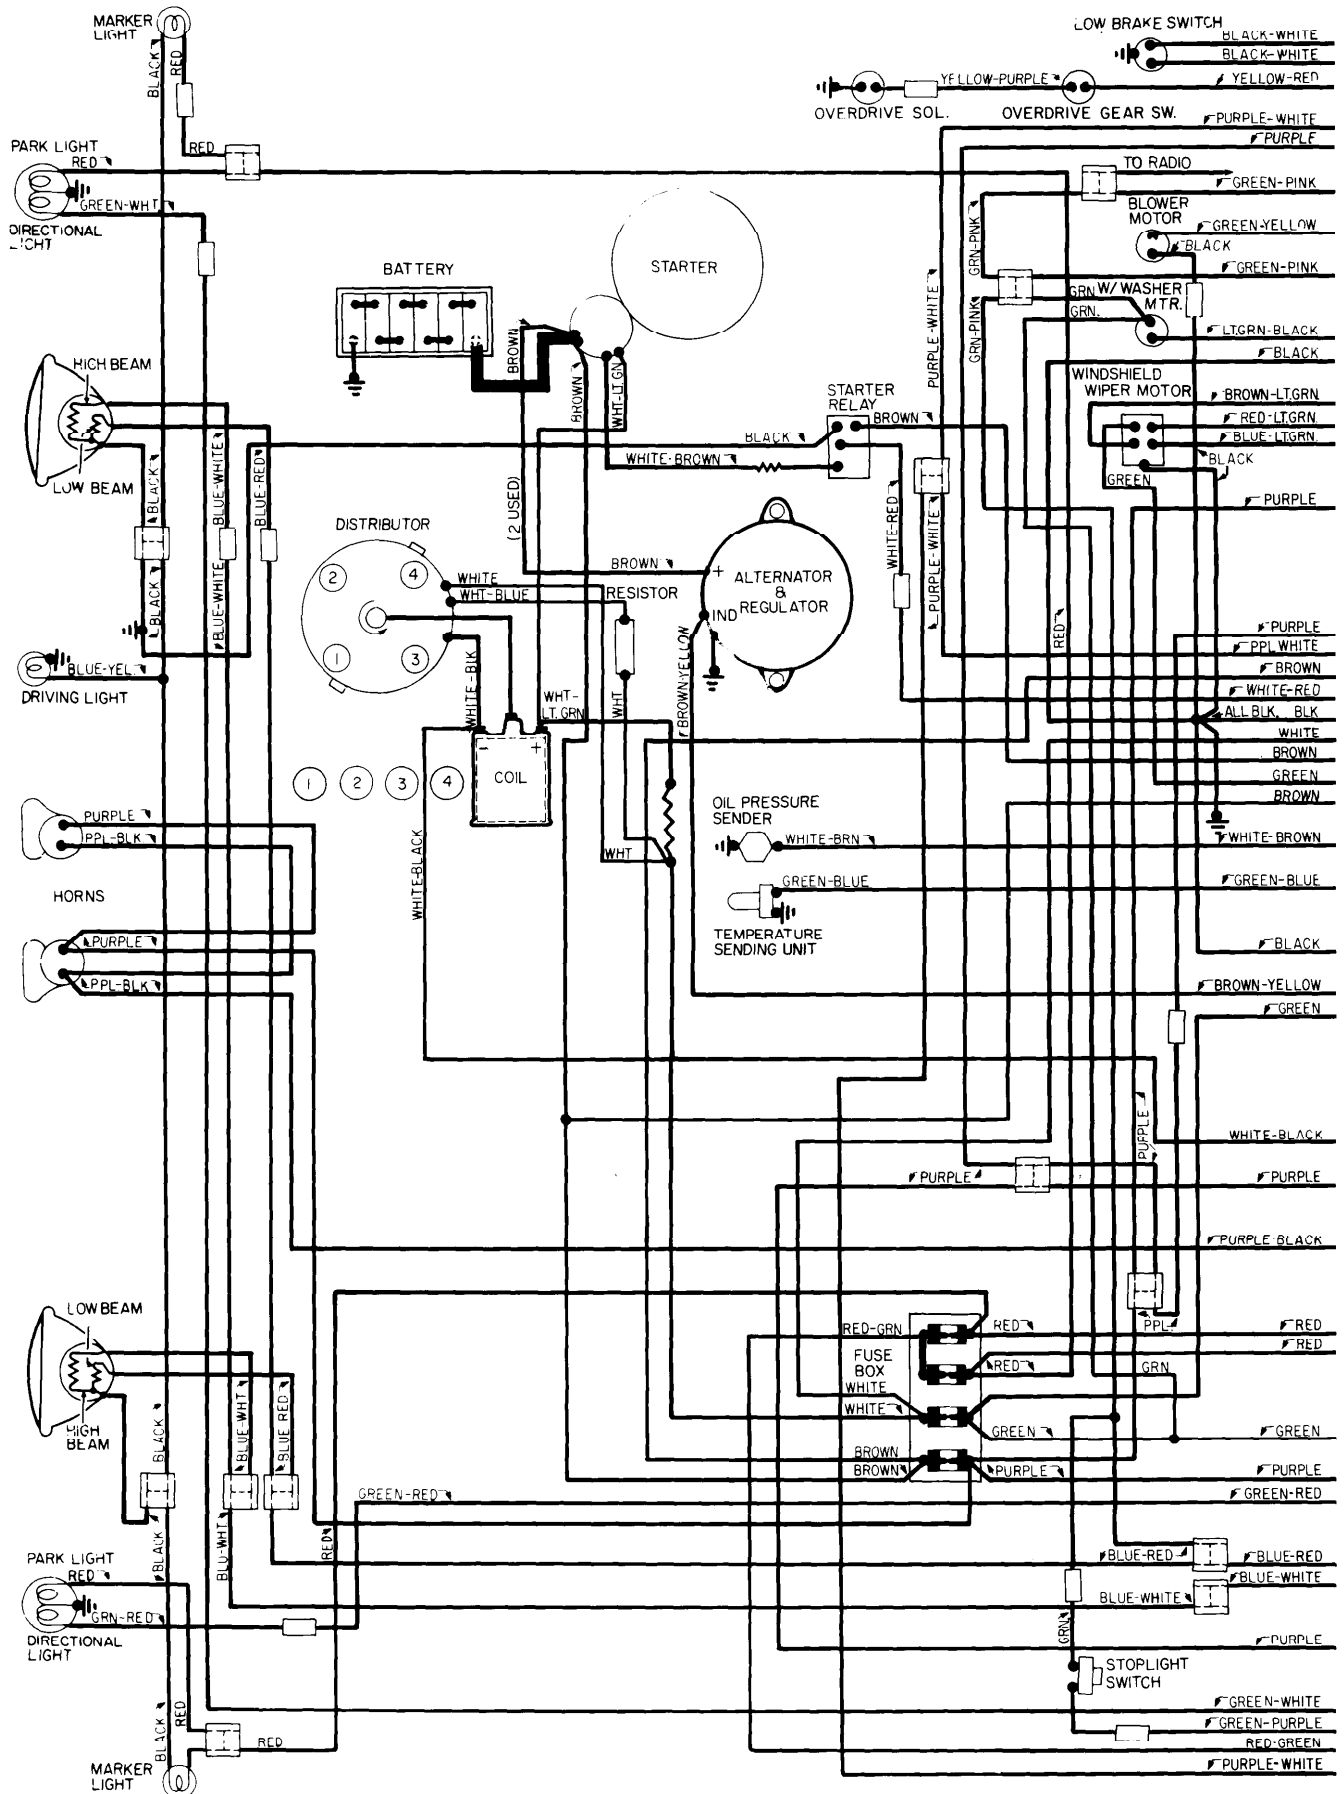 MARKER
LIGHT
BLACK
RED
RED
LOW BRAKE SWITCH
BLACK-WHITE
BLACK-WHITE
YELLOW-PURPLE
YELLOW-RED
OVERDRIVE SOL.
OVERDRIVE GEAR SW.
PURPLE-WHITE
PURPLE
PARK LIGHT
RED
GREEN-WHT
DIRECTIONAL
LIGHT
TO RADIO
GREEN-PINK
BLOWER
MOTOR
GREEN-YELLOW
BLACK
GRN-PNK
GREEN-PINK
GRN
W/WASHER
MTR.
GRN.
LT.GRN-BLACK
BLACK
GRN-PINK
PURPLE-WHITE
BATTERY
STARTER
BROWN
BROWN
WHT-LT. GN
HIGH BEAM
LOW BEAM
BLACK
BLUE-WHITE
BLUE-RED
STARTER
RELAY
BROWN
BLACK
WHITE-BROWN
WINDSHIELD
WIPER MOTOR
BROWN-LT.GRN.
RED-LT.GRN.
BLUE-LT.GRN.
BLACK
GREEN
PURPLE
(2 USED)
WHITE-RED
PURPLE-WHITE
RED
DISTRIBUTOR
2
4
1
3
WHITE
WHT-BLUE
BROWN
RESISTOR
+
ALTERNATOR
&
REGULATOR
IND
BLACK
BLUE-WHITE
BLUE-YEL.
DRIVING LIGHT
WHITE-BLK
WHT-
LT. GRN
WHT
BROWN-YELLOW
PURPLE
PPL WHITE
BROWN
WHITE-RED
ALL BLK. BLK
WHITE
BROWN
GREEN
BROWN
-
+
COIL
1
2
3
4
WHITE-BLACK
WHT
PURPLE
PPL-BLK
HORNS
PURPLE
PPL-BLK
OIL PRESSURE
SENDER
WHITE-BRN
WHITE-BROWN
GREEN-BLUE
GREEN-BLUE
TEMPERATURE
SENDING UNIT
BLACK
BROWN-YELLOW
GREEN
PURPLE
WHITE-BLACK
PURPLE
PURPLE
PURPLE BLACK
LOW BEAM
HIGH
BEAM
BLACK
BLUE-WHT
BLUE RED
RED-GRN
RED
PPL.
RED
RED
FUSE
BOX
RED
GRN
WHITE
WHITE
GREEN
GREEN
BROWN
BROWN
PURPLE
PURPLE
GREEN-RED
GREEN-RED
BLACK
BLU-WHT
RED
BLUE-RED
BLUE-RED
BLUE-WHITE
BLUE-WHITE
PARK LIGHT
RED
GRN-RED
DIRECTIONAL
LIGHT
GRN
PURPLE
STOPLIGHT
SWITCH
BLACK
RED
RED
GREEN-WHITE
GREEN-PURPLE
RED-GREEN
PURPLE-WHITE
MARKER
LIGHT